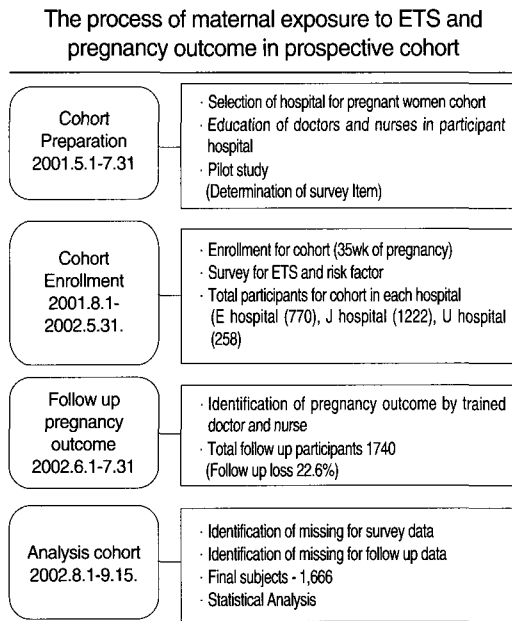 The process of maternal exposure to ETS and
pregnancy outcome in prospective cohort
Cohort
Preparation
2001.5.1-7.31
· Selection of hospital for pregnant women cohort
· Education of doctors and nurses in participant
hospital
· Pilot study
(Determination of survey Item)
Cohort
Enrollment
2001.8.1-
2002.5.31.
· Enrollment for cohort (35wk of pregnancy)
· Survey for ETS and risk factor
· Total participants for cohort in each hospital
(E hospital (770), J hospital (1222), U hospital
(258)
Follow up
pregnancy
outcome
2002.6.1-7.31
· Identification of pregnancy outcome by trained
doctor and nurse
· Total follow up participants 1740
(Follow up loss 22.6%)
Analysis cohort
2002.8.1-9.15.
· Identification of missing for survey data
· Identification of missing for follow up data
· Final subjects - 1,666
· Statistical Analysis